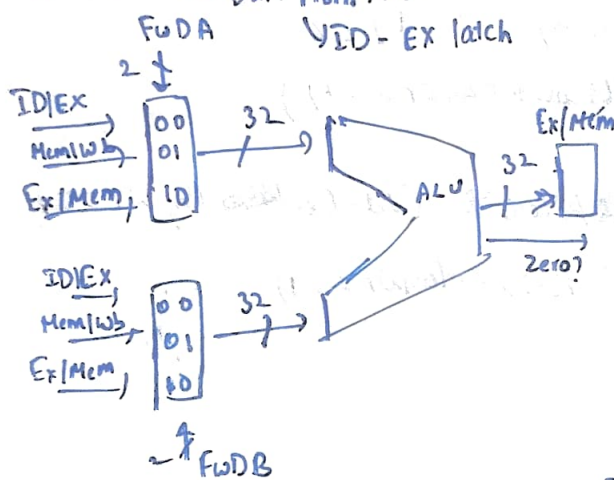 FwDA
ID-EX latch
2
ID|EX
Mem/Wb
Ex/Mem
00
01
10
32
ALU
32
Ex/Mem
Zero?
ID|EX
Mem/Wb
Ex/Mem
00
01
10
32
2
FwDB